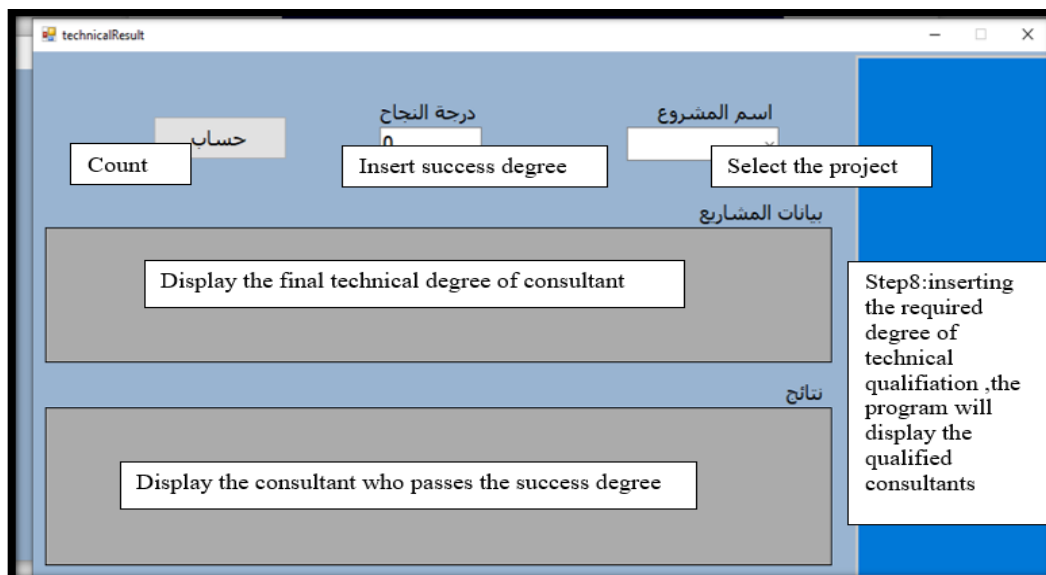 technicalResult
اسم المشروع
درجة النجاح
حساب
0
Count
Insert success degree
Select the project
بيانات المشاريع
Display the final technical degree of consultant
Step8:inserting
the required
degree of
technical
qualifiation ,the
program will
display the
qualified
consultants
نتائج
Display the consultant who passes the success degree